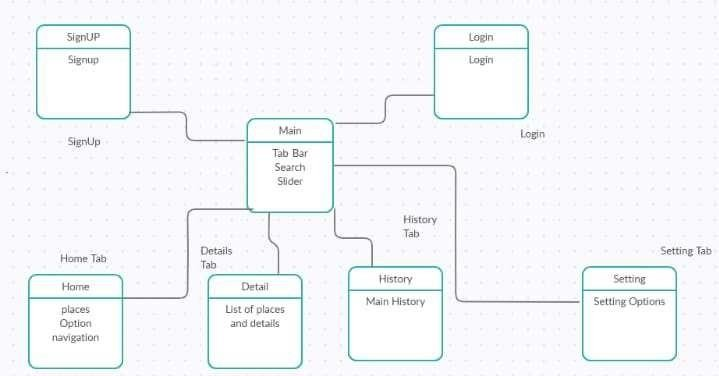 SignUP
Signup
SignUp
Login
Login
Login
Main
Tab Bar
Search
Slider
Home Tab
Home
places
Option
navigation
Details
Tab
Detail
List of places
and details
History
Tab
History
Main History
Setting Tab
Setting
Setting Options